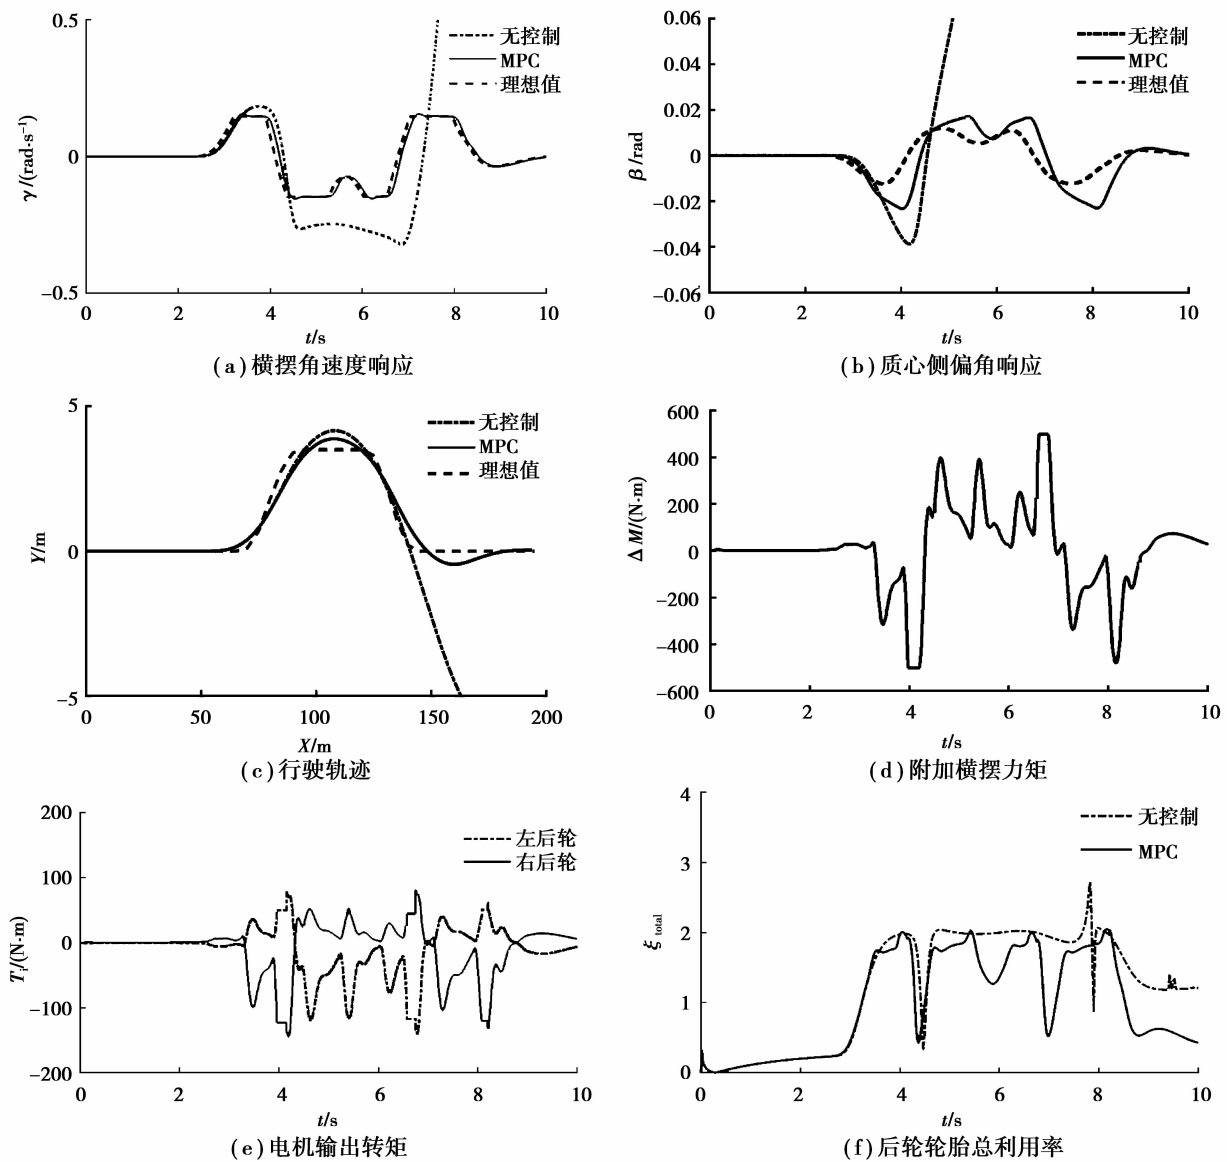 0.5
0
−0.5
γ/(rad·s⁻¹)
无控制
MPC
理想值
0 2 4 6 8 10
t/s
(a)横摆角速度响应
0.06
0.04
0.02
0
−0.02
−0.04
−0.06
β/rad
无控制
MPC
理想值
0 2 4 6 8 10
t/s
(b)质心侧偏角响应
5
0
−5
Y/m
无控制
MPC
理想值
0 50 100 150 200
X/m
(c)行驶轨迹
600
400
200
0
−200
−400
−600
ΔM/(N·m)
0 2 4 6 8 10
t/s
(d)附加横摆力矩
200
100
0
−100
−200
Ti/(N·m)
左后轮
右后轮
0 2 4 6 8 10
t/s
(e)电机输出转矩
4
3
2
1
0
ξtotal
无控制
MPC
0 2 4 6 8 10
t/s
(f)后轮轮胎总利用率